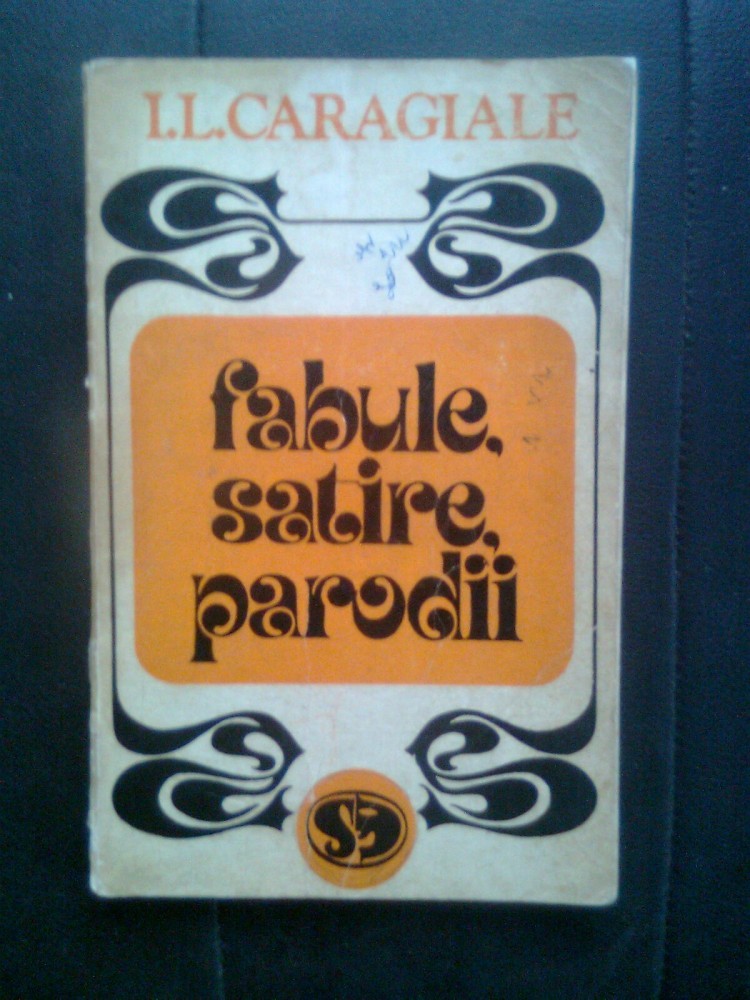 I.L.CARAGIALE
fabule,
satire,
parodii